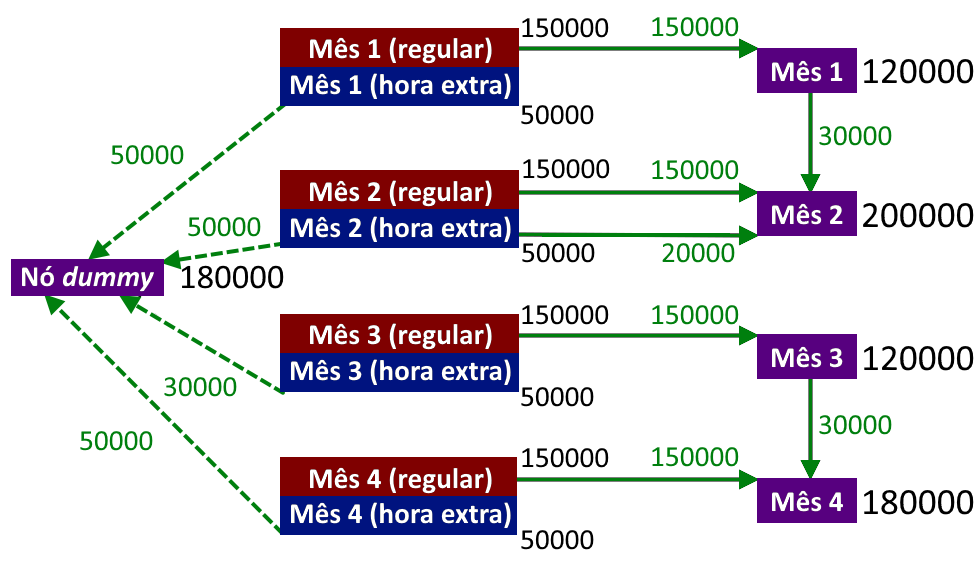 150000 150000
Mês 1 (regular)
Mês 1 120000
Mês 1 (hora extra)
50000
30000
50000
150000 150000
Mês 2 (regular)
Mês 2 200000
50000
Mês 2 (hora extra)
50000 20000
Nó dummy 180000
150000 150000
Mês 3 (regular)
Mês 3 120000
Mês 3 (hora extra)
30000
50000
30000
50000
150000 150000
Mês 4 (regular)
Mês 4 180000
Mês 4 (hora extra)
50000